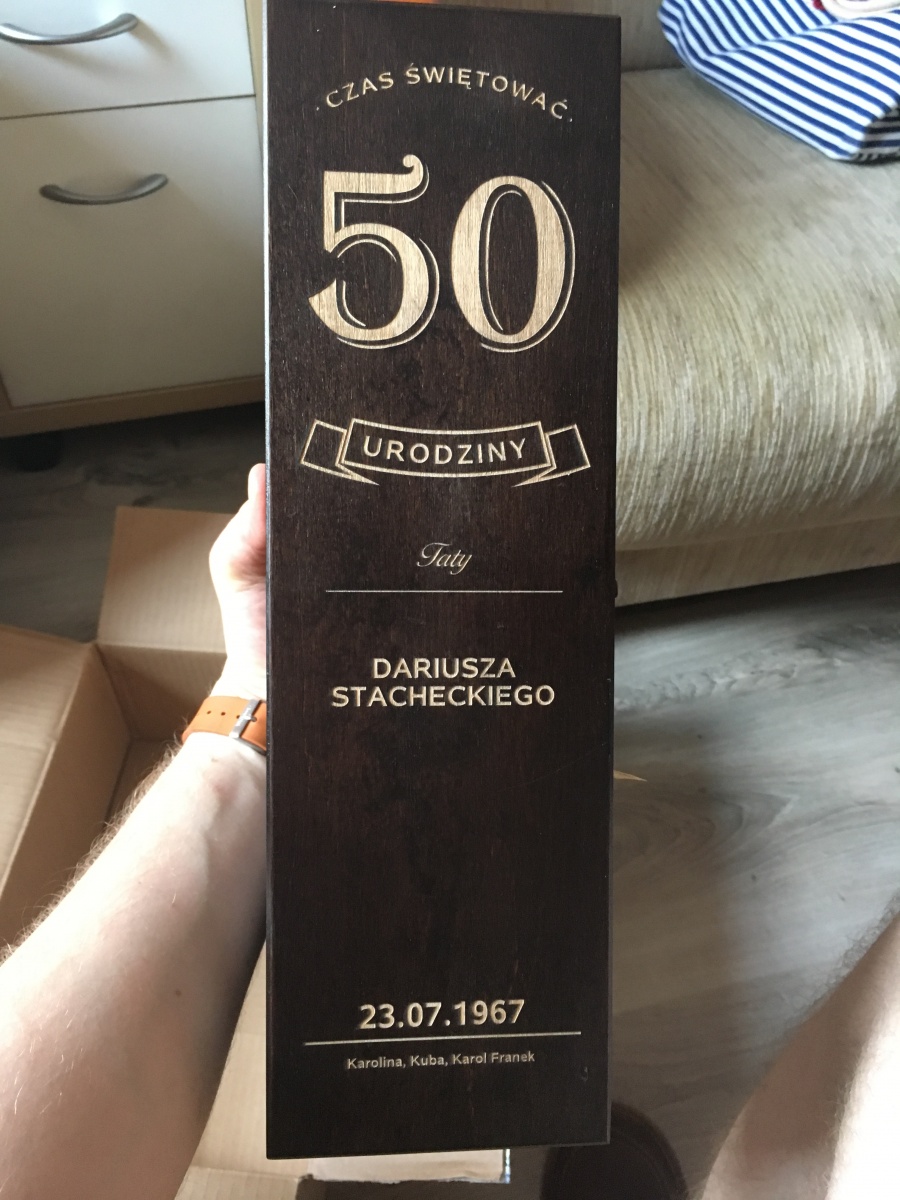 CZAS ŚWIĘTOWAĆ
50
URODZINY
Taty
DARIUSZA
STACHECKIEGO
23.07.1967
Karolina, Kuba, Karol Franek